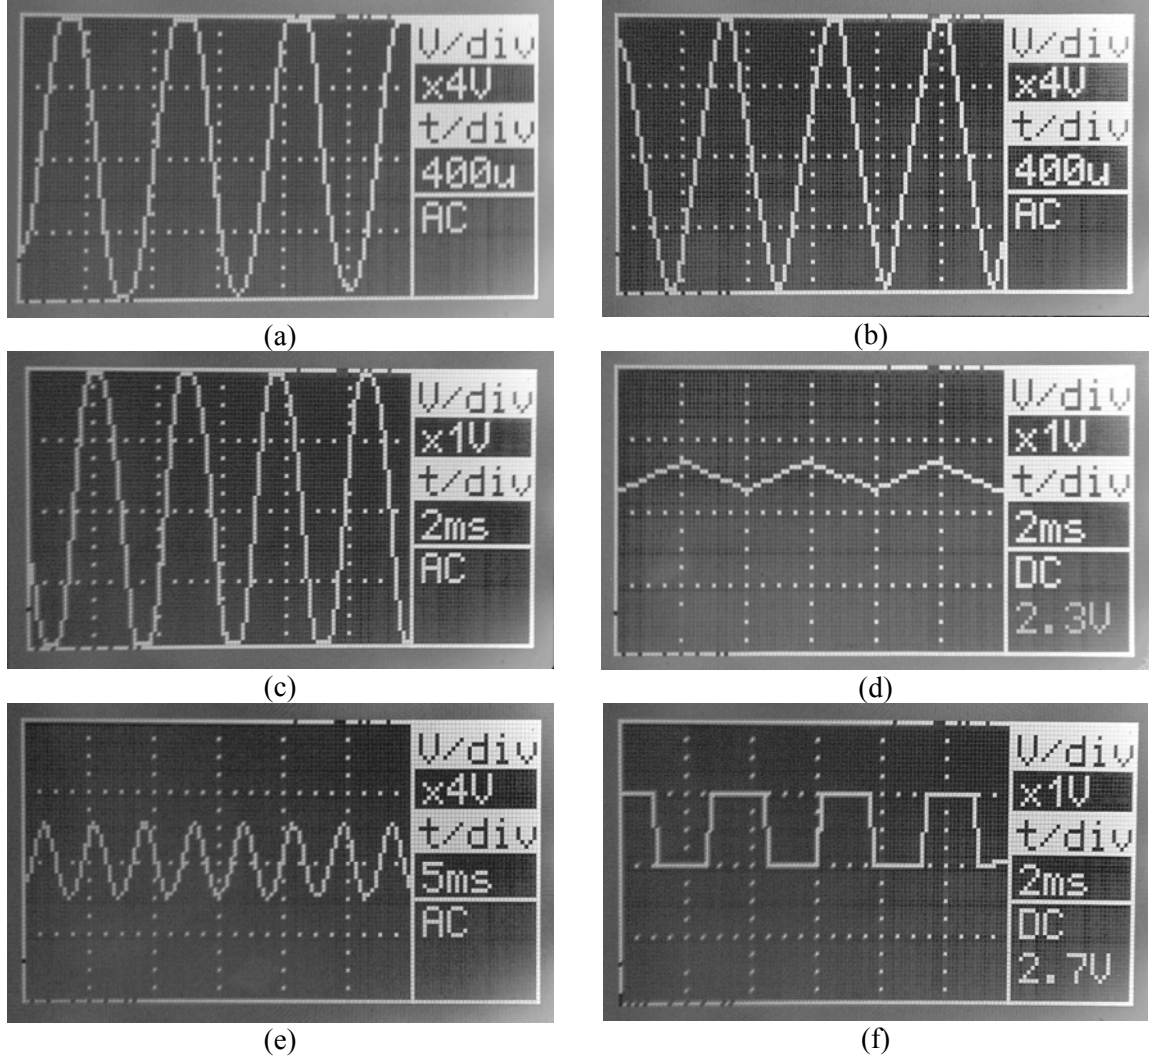 V/div
x4V
t/div
400u
AC
(a)
V/div
x4V
t/div
400u
AC
(b)
V/div
x1V
t/div
2ms
AC
(c)
V/div
x1V
t/div
2ms
DC
2.3V
(d)
V/div
x4V
t/div
5ms
AC
(e)
V/div
x1V
t/div
2ms
DC
2.7V
(f)